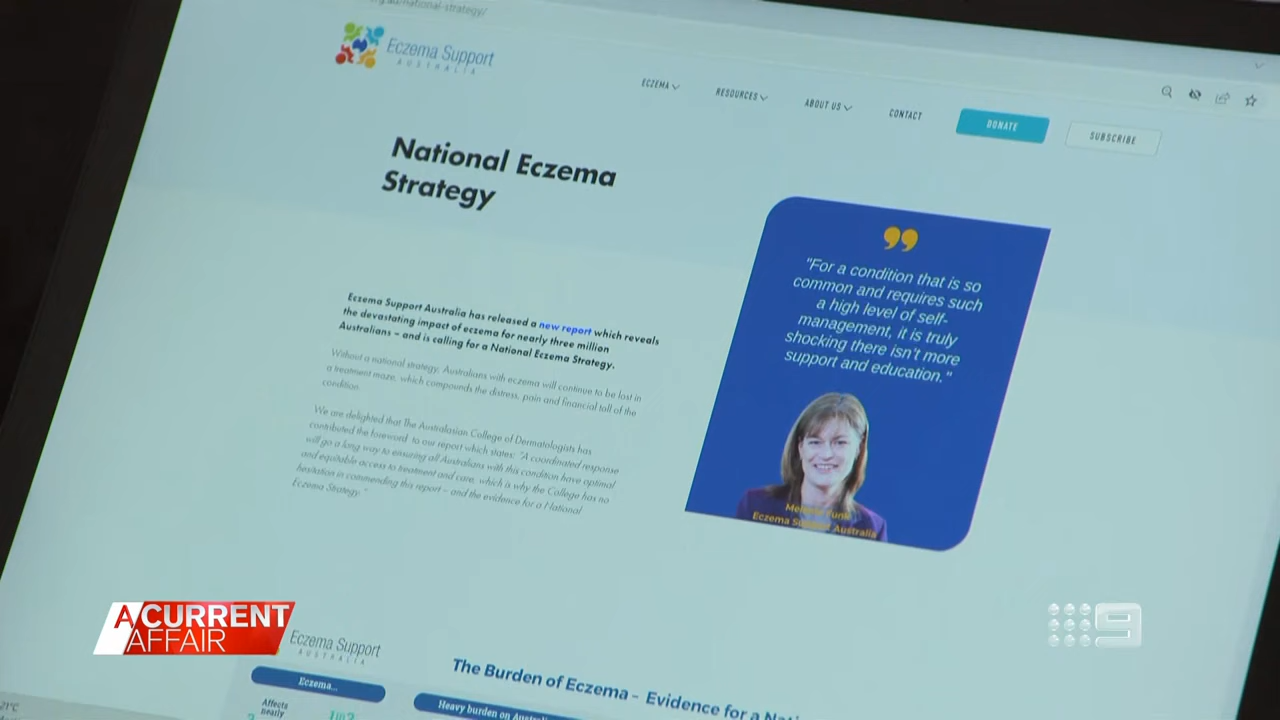 .au/national-strategy/
Eczema Support
AUSTRALIA
ECZEMA
RESOURCES
ABOUT US
CONTACT
DONATE
SUBSCRIBE
National Eczema
Strategy
Eczema Support Australia has released a new report which reveals
the devastating impact of eczema for nearly three million
Australians – and is calling for a National Eczema Strategy.
Without a national strategy, Australians with eczema will continue to be lost in
a treatment maze, which compounds the distress, pain and financial toll of the
condition.
We are delighted that The Australasian College of Dermatologists has
contributed the foreword to our report which states: "A coordinated response
will go a long way to ensuring all Australians with this condition have optimal
and equitable access to treatment and care, which is why the College has no
hesitation in commending this report – and the evidence for a National
Eczema Strategy."
"For a condition that is so
common and requires such
a high level of self-
management, it is truly
shocking there isn't more
support and education."
Eczema Support Australia
A CURRENT
AFFAIR
9
Eczema Support
AUSTRALIA
The Burden of Eczema – Evidence for a
Eczema...
Heavy burden on
Affects
nearly
1in3
21°C